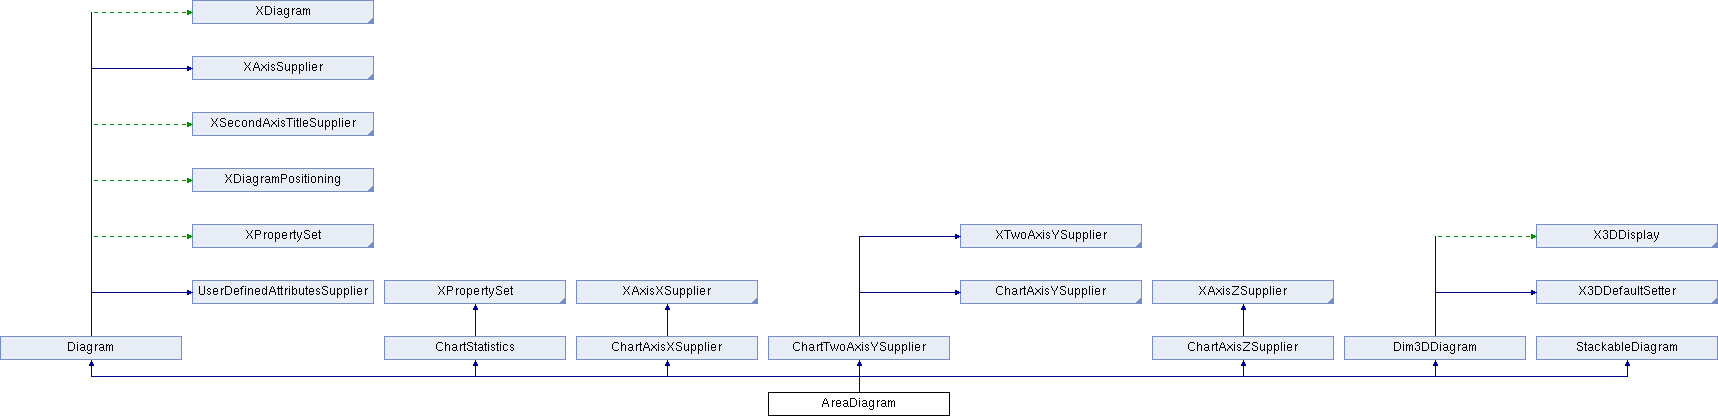 XDiagram
XAxisSupplier
XSecondAxisTitleSupplier
XDiagramPositioning
XPropertySet XTwoAxisYSupplier X3DDisplay
UserDefinedAttributesSupplier XPropertySet XAxisXSupplier ChartAxisYSupplier XAxisZSupplier X3DDefaultSetter
Diagram ChartStatistics ChartAxisXSupplier ChartTwoAxisYSupplier ChartAxisZSupplier Dim3DDiagram StackableDiagram
AreaDiagram